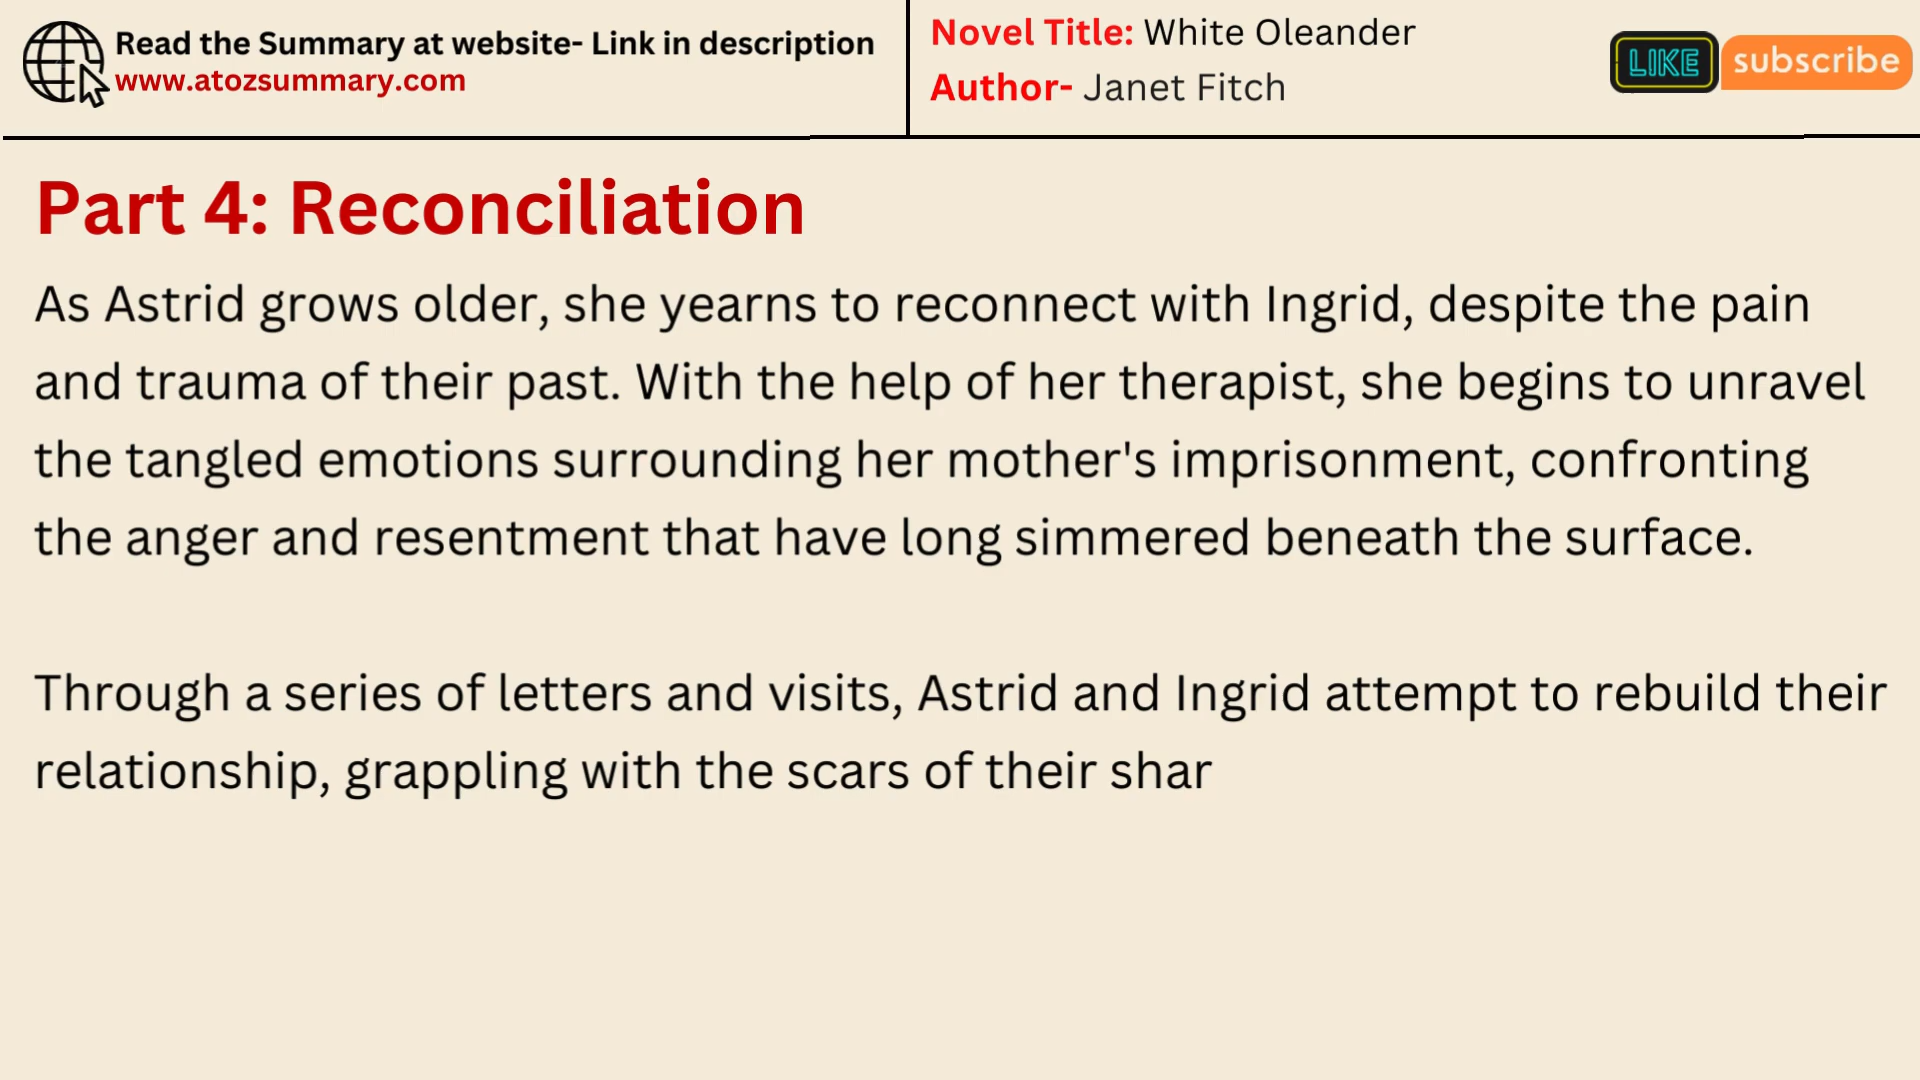 Read the Summary at website- Link in description
www.atozsummary.com
Novel Title: White Oleander
Author- Janet Fitch
LIKE
subscribe
Part 4: Reconciliation
As Astrid grows older, she yearns to reconnect with Ingrid, despite the pain
and trauma of their past. With the help of her therapist, she begins to unravel
the tangled emotions surrounding her mother's imprisonment, confronting
the anger and resentment that have long simmered beneath the surface.
Through a series of letters and visits, Astrid and Ingrid attempt to rebuild their
relationship, grappling with the scars of their shar